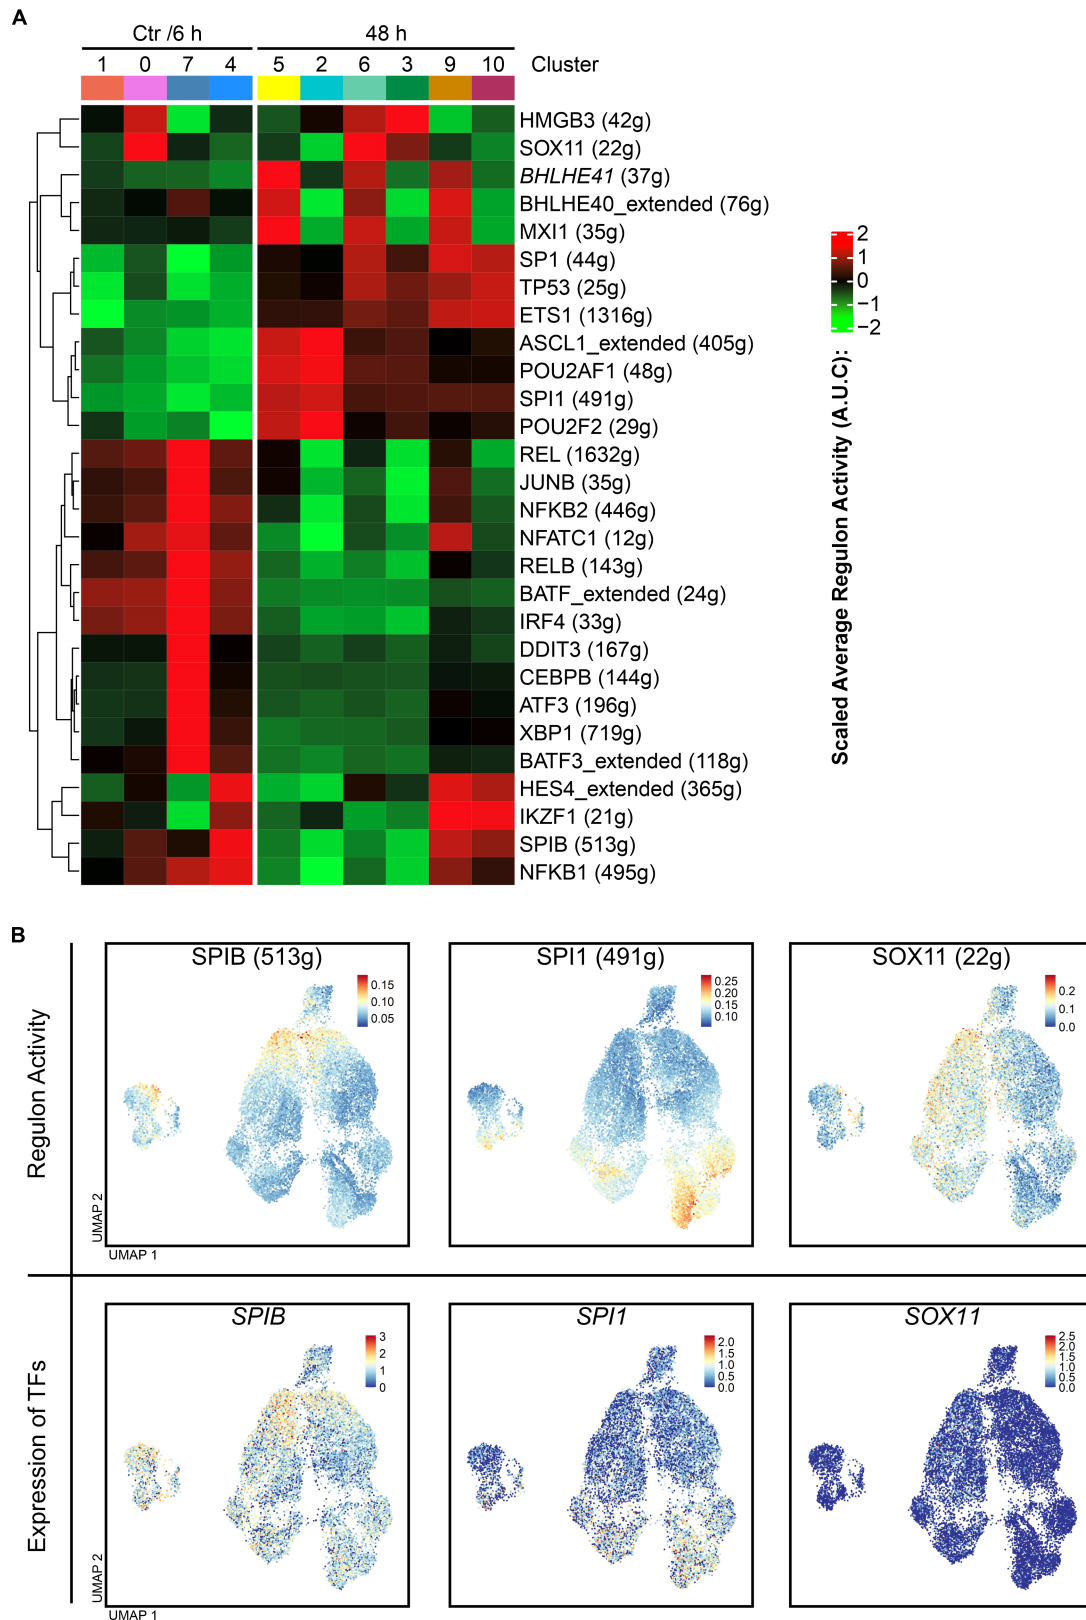 A
Ctr /6 h
48 h
1 0 7 4 5 2 6 3 9 10 Cluster
HMGB3 (42g)
SOX11 (22g)
BHLHE41 (37g)
BHLHE40_extended (76g)
MXI1 (35g)
SP1 (44g)
TP53 (25g)
ETS1 (1316g)
ASCL1_extended (405g)
POU2AF1 (48g)
SPI1 (491g)
POU2F2 (29g)
REL (1632g)
JUNB (35g)
NFKB2 (446g)
NFATC1 (12g)
RELB (143g)
BATF_extended (24g)
IRF4 (33g)
DDIT3 (167g)
CEBPB (144g)
ATF3 (196g)
XBP1 (719g)
BATF3_extended (118g)
HES4_extended (365g)
IKZF1 (21g)
SPIB (513g)
NFKB1 (495g)
2
1
0
−1
−2
Scaled Average Regulon Activity (A.U.C):
B
Regulon Activity
SPIB (513g)
0.15
0.10
0.05
UMAP 2
UMAP 1
SPI1 (491g)
0.25
0.20
0.15
0.10
SOX11 (22g)
0.2
0.1
0.0
Expression of TFs
SPIB
3
2
1
0
UMAP 2
UMAP 1
SPI1
2.0
1.5
1.0
0.5
0.0
SOX11
2.5
2.0
1.5
1.0
0.5
0.0